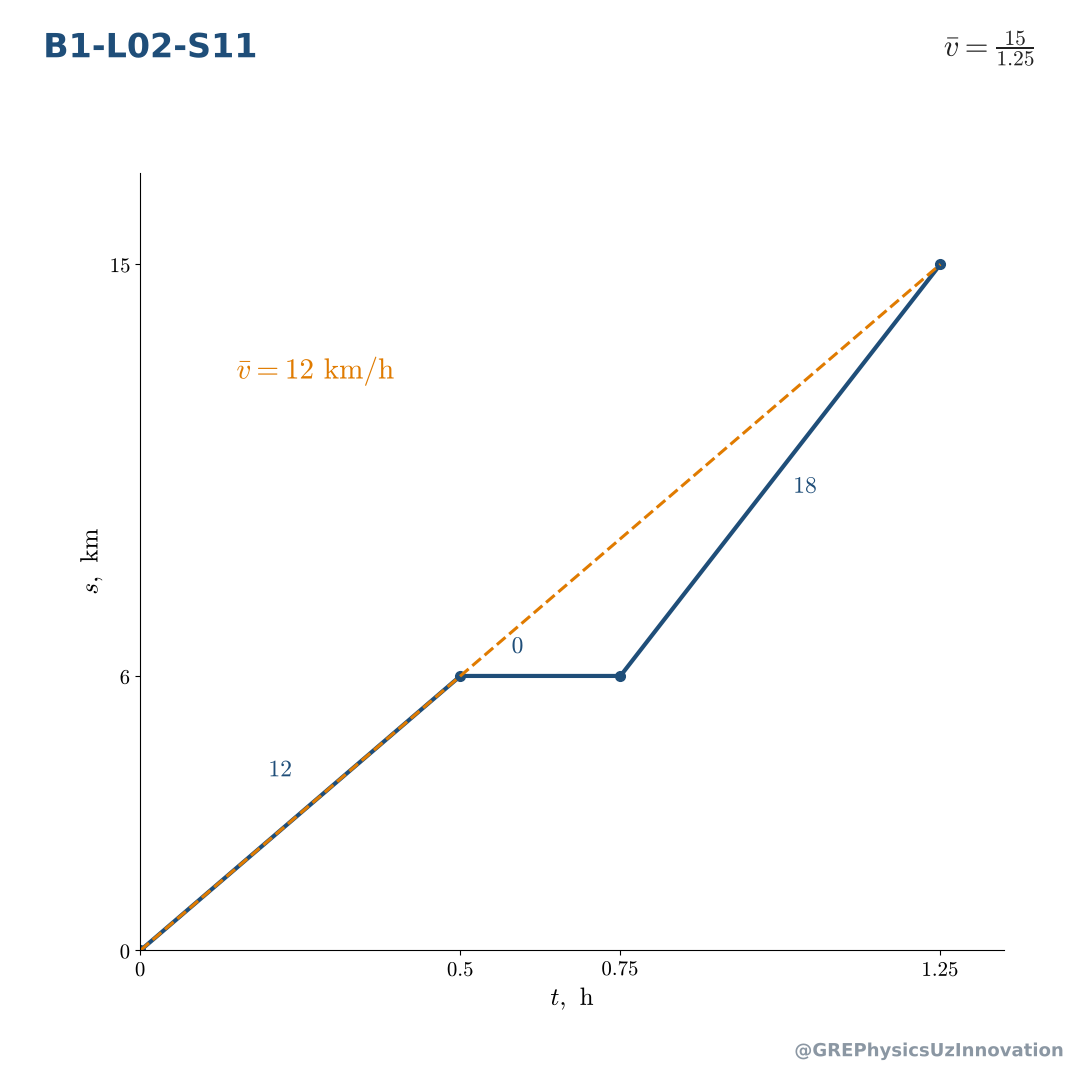 B1-L02-S11
v̄ = 15/1.25
15
v̄ = 12 km/h
18
s, km
0
6
12
0
0 0.5 0.75 1.25
t, h
@GREPhysicsUzInnovation